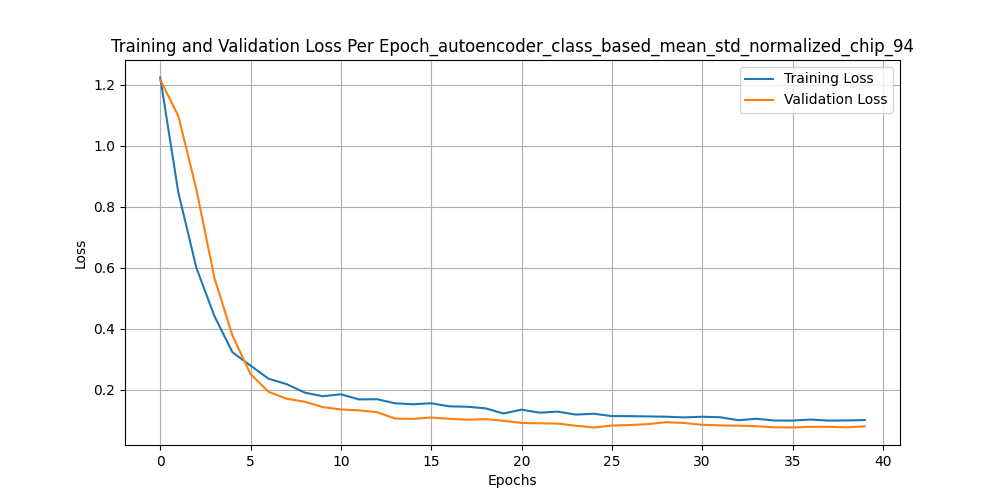 Training and Validation Loss Per Epoch_autoencoder_class_based_mean_std_normalized_chip_94
Training Loss
Validation Loss
1.2
1.0
0.8
0.6
0.4
0.2
Loss
0 5 10 15 20 25 30 35 40
Epochs